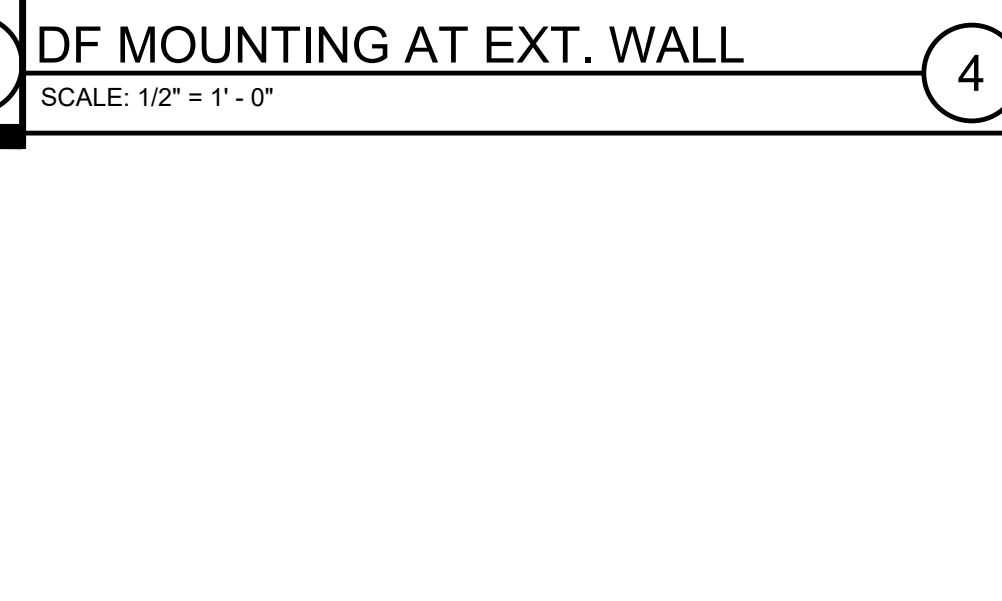 DF MOUNTING AT EXT. WALL
4
SCALE: 1/2" = 1' - 0"